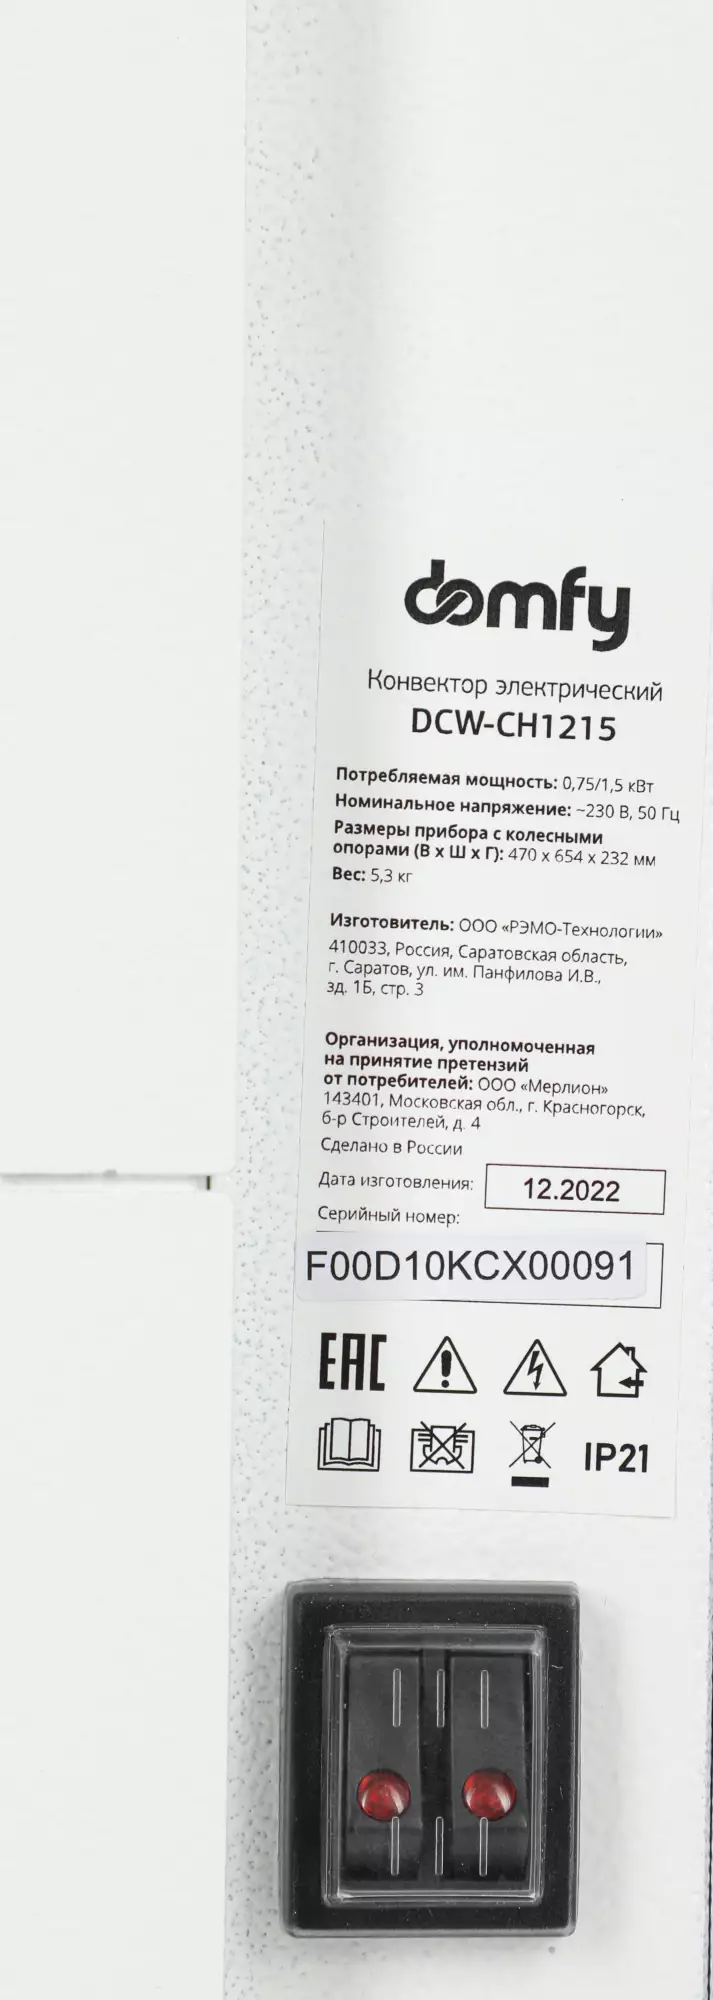 domfy
Конвектор электрический
DCW-CH1215
Потребляемая мощность: 0,75/1,5 кВт
Номинальное напряжение: ~230 В, 50 Гц
Размеры прибора с колесными
опорами (В х Ш х Г): 470 х 654 х 232 мм
Вес: 5,3 кг
Изготовитель: ООО «РЭМО-Технологии»
410033, Россия, Саратовская область,
г. Саратов, ул. им. Панфилова И.В.,
зд. 1Б, стр. 3
Организация, уполномоченная
на принятие претензий
от потребителей: ООО «Мерлион»
143401, Московская обл., г. Красногорск,
б-р Строителей, д. 4
Сделано в России
Дата изготовления: 12.2022
Серийный номер:
F00D10KCX00091
EAC
IP21